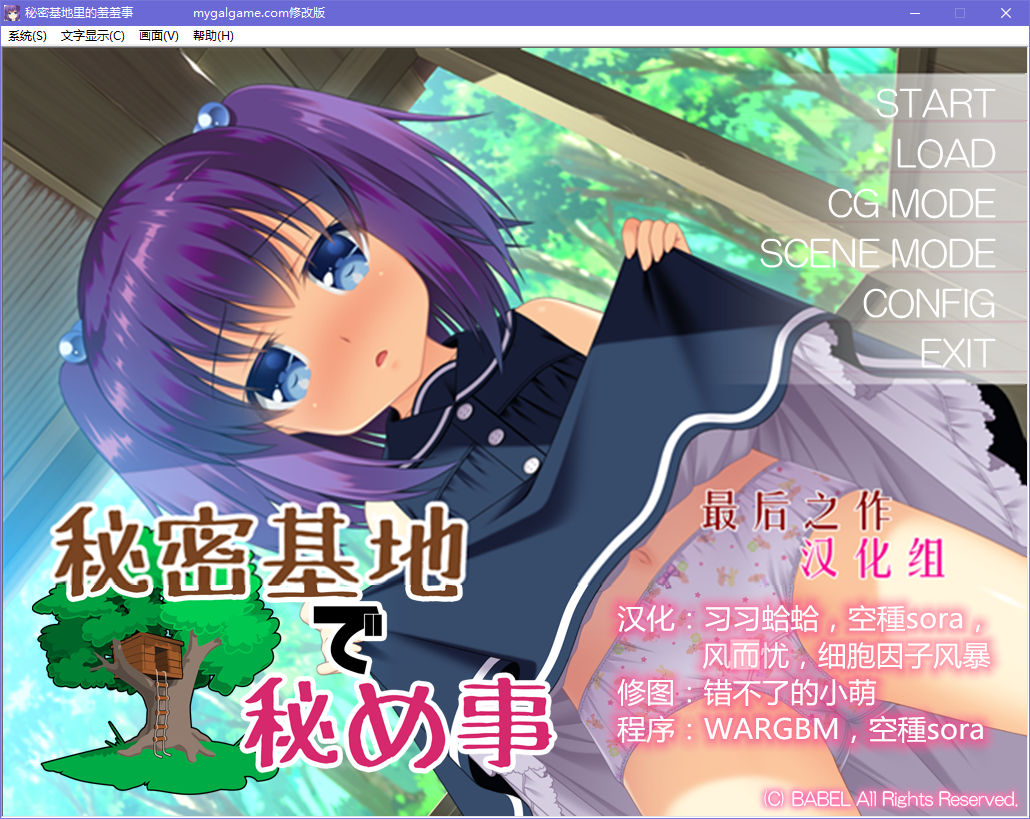 秘密基地里的羞羞事 mygalgame.com修改版
系统(S) 文字显示(C) 画面(V) 帮助(H)
START
LOAD
CG MODE
SCENE MODE
CONFIG
EXIT
秘密基地
で
秘め事
最后之作
汉化组
汉化：习习蛤蛤，空種sora，
风而忧，细胞因子风暴
修图：错不了的小萌
程序：WARGBM，空種sora
(C) BABEL All Rights Reserved.